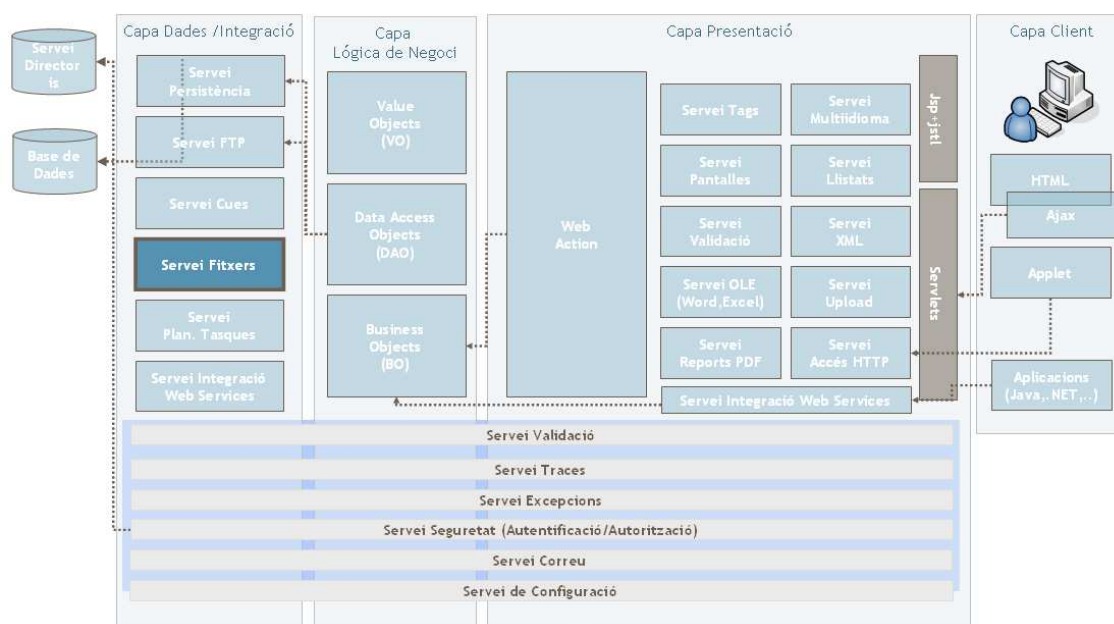 Servei
Director
is
Base de
Dades
Capa Dades /Integració
Servei
Persistència
Servei FTP
Servei Cues
Servei Fitxers
Servei
Plan. Tasques
Servei Integració
Web Services
Capa
Lógica de Negoci
Value
Objects
(VO)
Data Access
Objects
(DAO)
Business
Objects
(BO)
Capa Presentació
Web
Action
Servei Tags
Servei
Multiidioma
Servei
Pantalles
Servei
Llistats
Servei
Validació
Servei
XML
Servei OLE
(Word,Excel)
Servei
Upload
Servei
Reports PDF
Servei
Accés HTTP
Servei Integració Web Services
Jsp+jstl
Servlets
Capa Client
HTML
Ajax
Applet
Aplicacions
(Java,.NET,..)
Servei Validació
Servei Traces
Servei Excepcions
Servei Seguretat (Autentificació/Autorització)
Servei Correu
Servei de Configuració